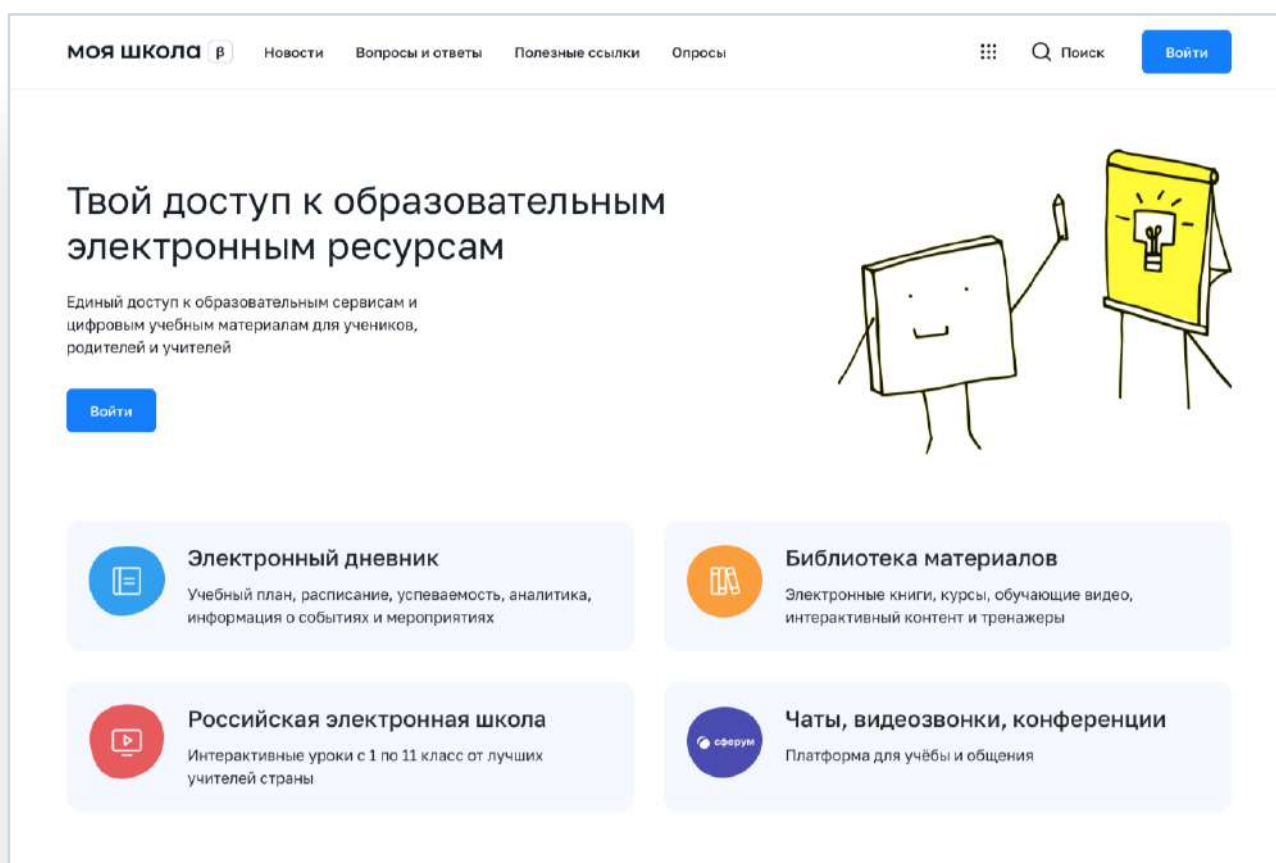 моя школа β
Новости
Вопросы и ответы
Полезные ссылки
Опросы
Поиск
Войти
Твой доступ к образовательным
электронным ресурсам
Единый доступ к образовательным сервисам и
цифровым учебным материалам для учеников,
родителей и учителей
Войти
Электронный дневник
Учебный план, расписание, успеваемость, аналитика,
информация о событиях и мероприятиях
Библиотека материалов
Электронные книги, курсы, обучающие видео,
интерактивный контент и тренажеры
Российская электронная школа
Интерактивные уроки с 1 по 11 класс от лучших
учителей страны
сферум
Чаты, видеозвонки, конференции
Платформа для учёбы и общения